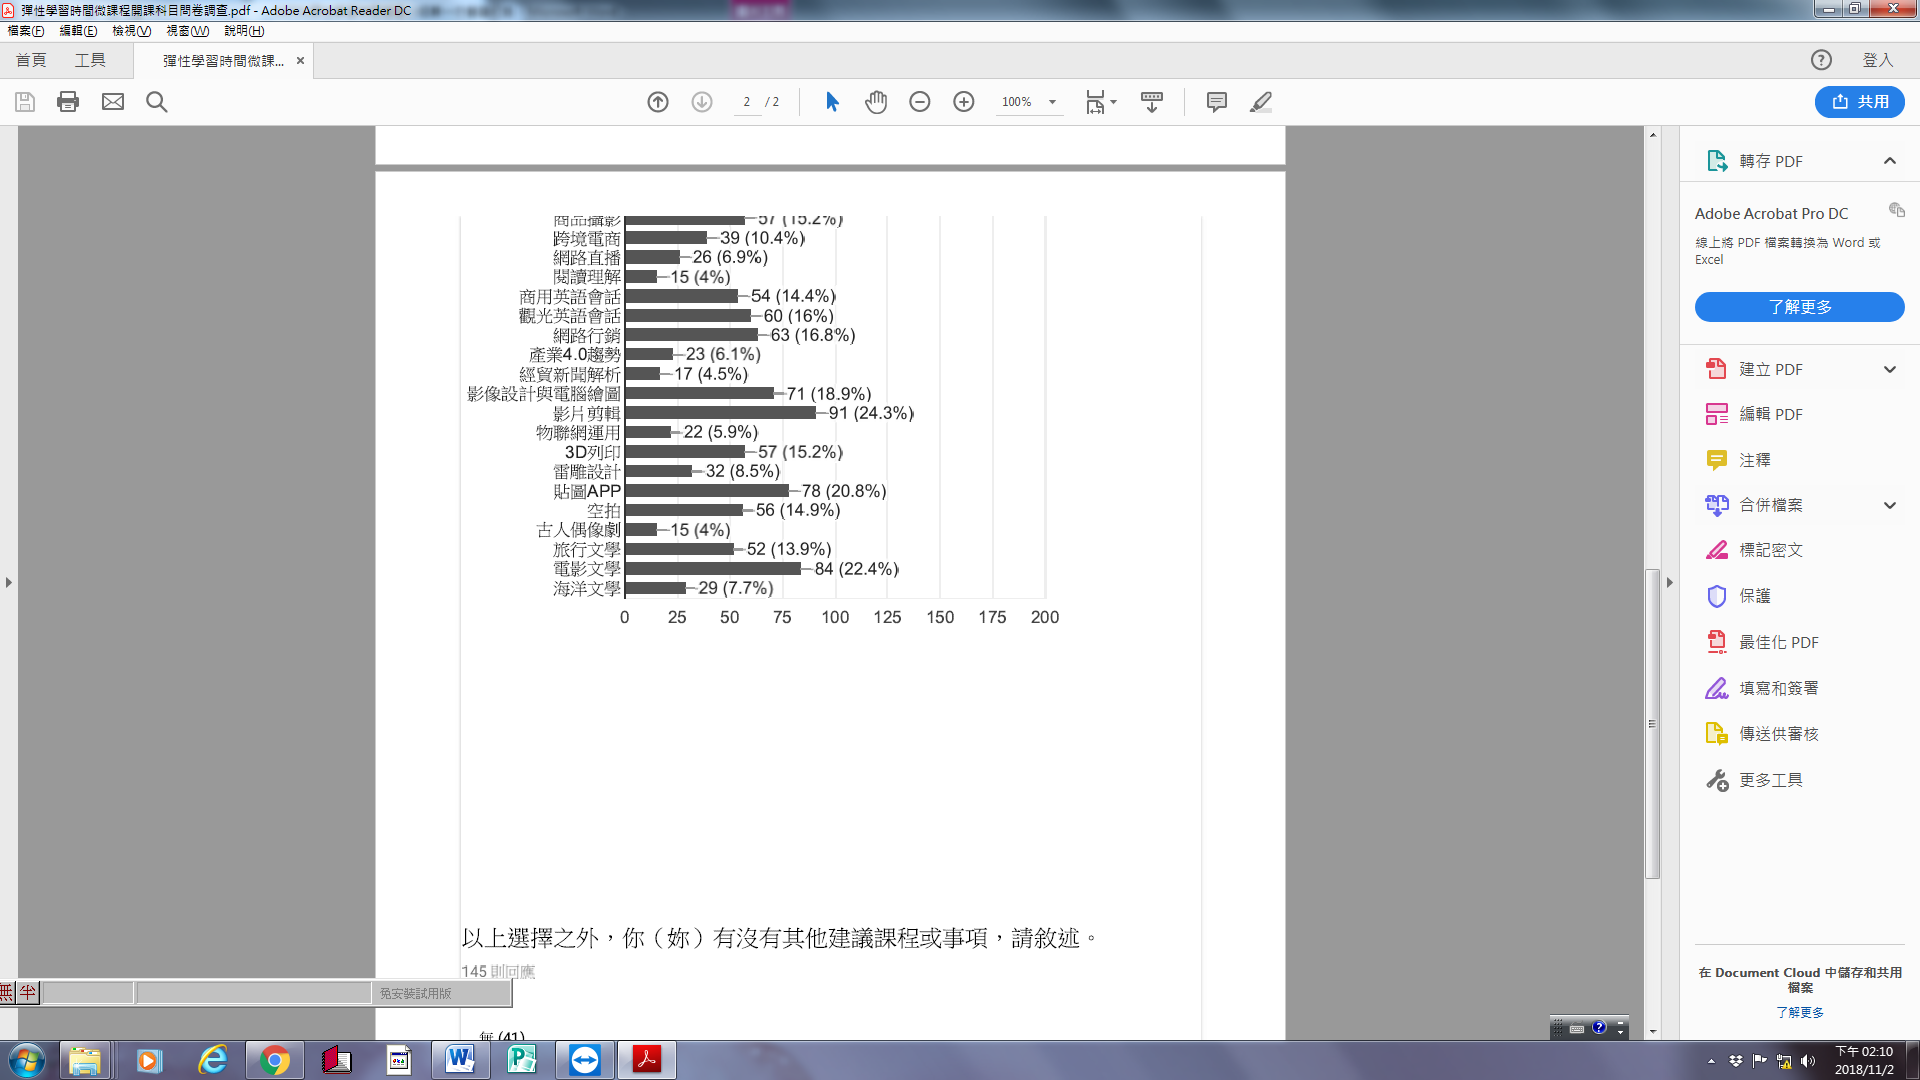 彈性學習時間微課程開課科目問卷調查.pdf - Adobe Acrobat Reader DC
檔案(F) 編輯(E) 檢視(V) 視窗(W) 說明(H)
首頁 工具 彈性學習時間微課... × 登入
2 / 2 100% 共用
商品攝影 57 (15.2%)
跨境電商 39 (10.4%)
網路直播 26 (6.9%)
閱讀理解 15 (4%)
商用英語會話 54 (14.4%)
觀光英語會話 60 (16%)
網路行銷 63 (16.8%)
產業4.0趨勢 23 (6.1%)
經貿新聞解析 17 (4.5%)
影像設計與電腦繪圖 71 (18.9%)
影片剪輯 91 (24.3%)
物聯網運用 22 (5.9%)
3D列印 57 (15.2%)
雷雕設計 32 (8.5%)
貼圖APP 78 (20.8%)
空拍 56 (14.9%)
古人偶像劇 15 (4%)
旅行文學 52 (13.9%)
電影文學 84 (22.4%)
海洋文學 29 (7.7%)
0 25 50 75 100 125 150 175 200
以上選擇之外，你（妳）有沒有其他建議課程或事項，請敘述。
145 則回應
無 (41)
無 半 免安裝試用版
轉存 PDF
Adobe Acrobat Pro DC
線上將 PDF 檔案轉換為 Word 或
Excel
了解更多
建立 PDF
編輯 PDF
注釋
合併檔案
標記密文
保護
最佳化 PDF
填寫和簽署
傳送供審核
更多工具
在 Document Cloud 中儲存和共用
檔案
了解更多
下午 02:10
2018/11/2